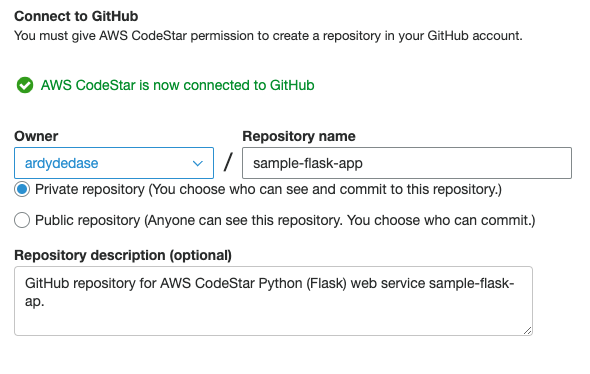 Connect to GitHub
You must give AWS CodeStar permission to create a repository in your GitHub account.
AWS CodeStar is now connected to GitHub
Owner
Repository name
ardydedase
/
sample-flask-app
Private repository (You choose who can see and commit to this repository.)
Public repository (Anyone can see this repository. You choose who can commit.)
Repository description (optional)
GitHub repository for AWS CodeStar Python (Flask) web service sample-flask-
ap.